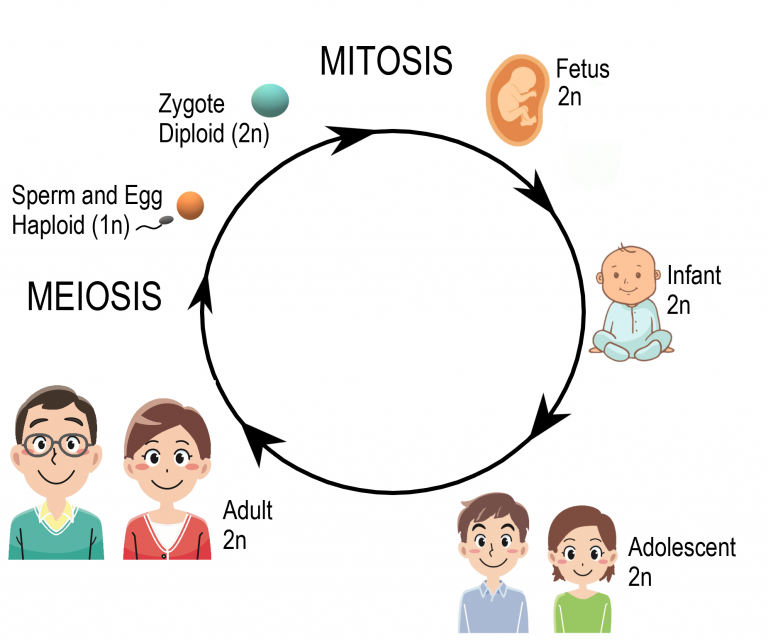 MITOSIS
Fetus
2n
Zygote
Diploid (2n)
Sperm and Egg
Haploid (1n)
MEIOSIS
Infant
2n
Adult
2n
Adolescent
2n